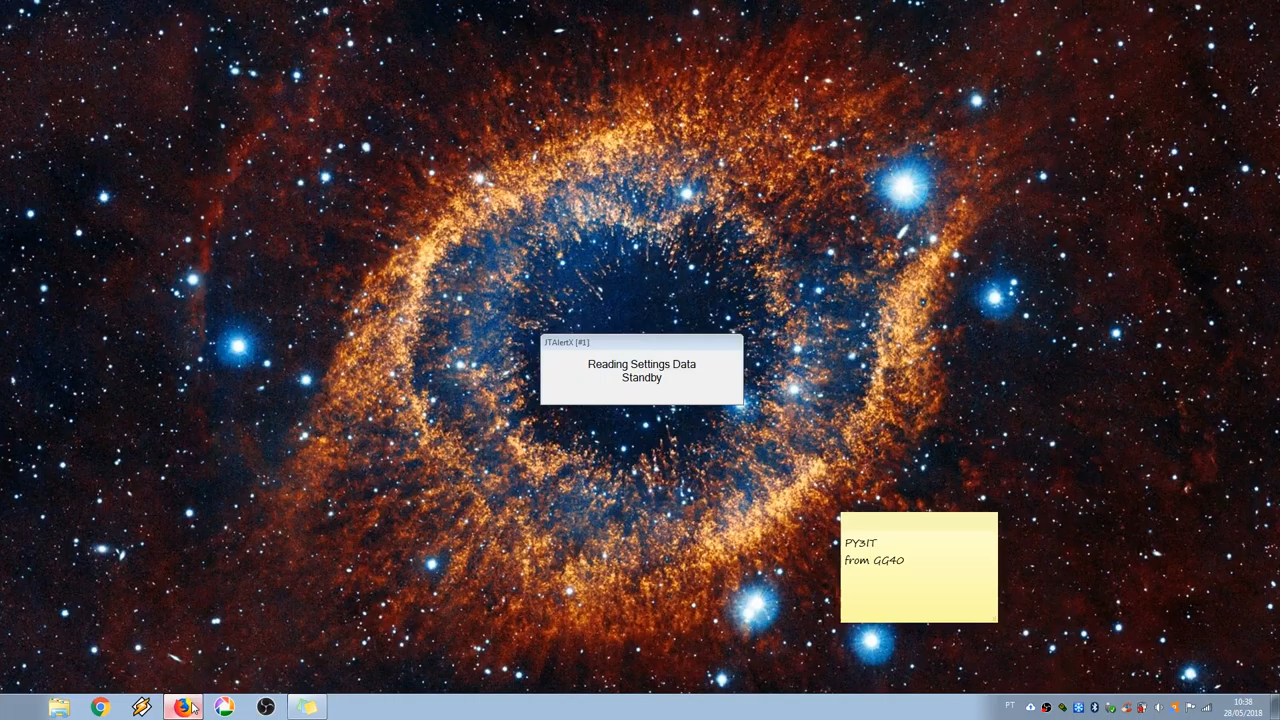 JTAlertX [#1]
Reading Settings Data
Standby
PY3IT
from GG40
PT
10:38
28/05/2018